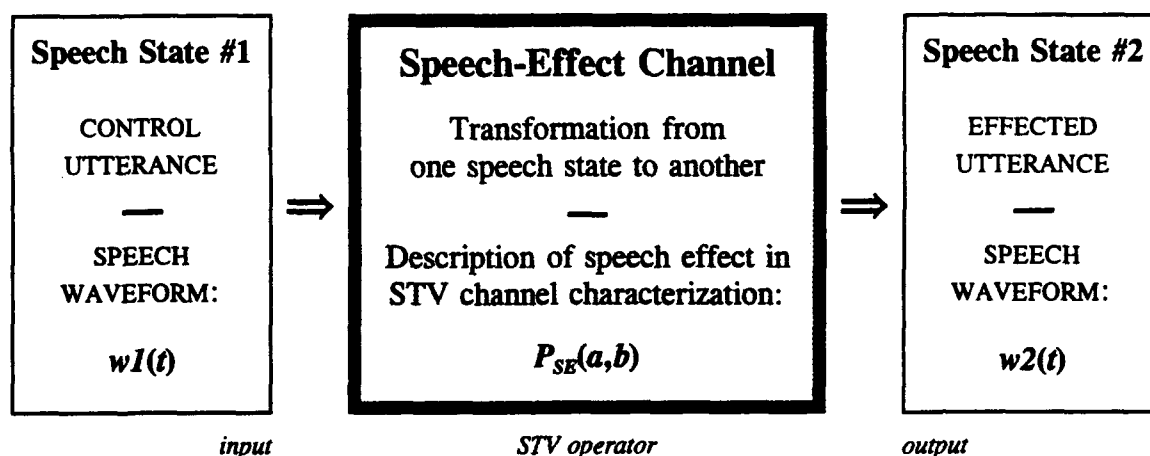 Speech State #1
CONTROL
UTTERANCE
—
SPEECH
WAVEFORM:
w1(t)
⇒
Speech-Effect Channel
Transformation from
one speech state to another
—
Description of speech effect in
STV channel characterization:
P_SE(a,b)
⇒
Speech State #2
EFFECTED
UTTERANCE
—
SPEECH
WAVEFORM:
w2(t)
input
STV operator
output